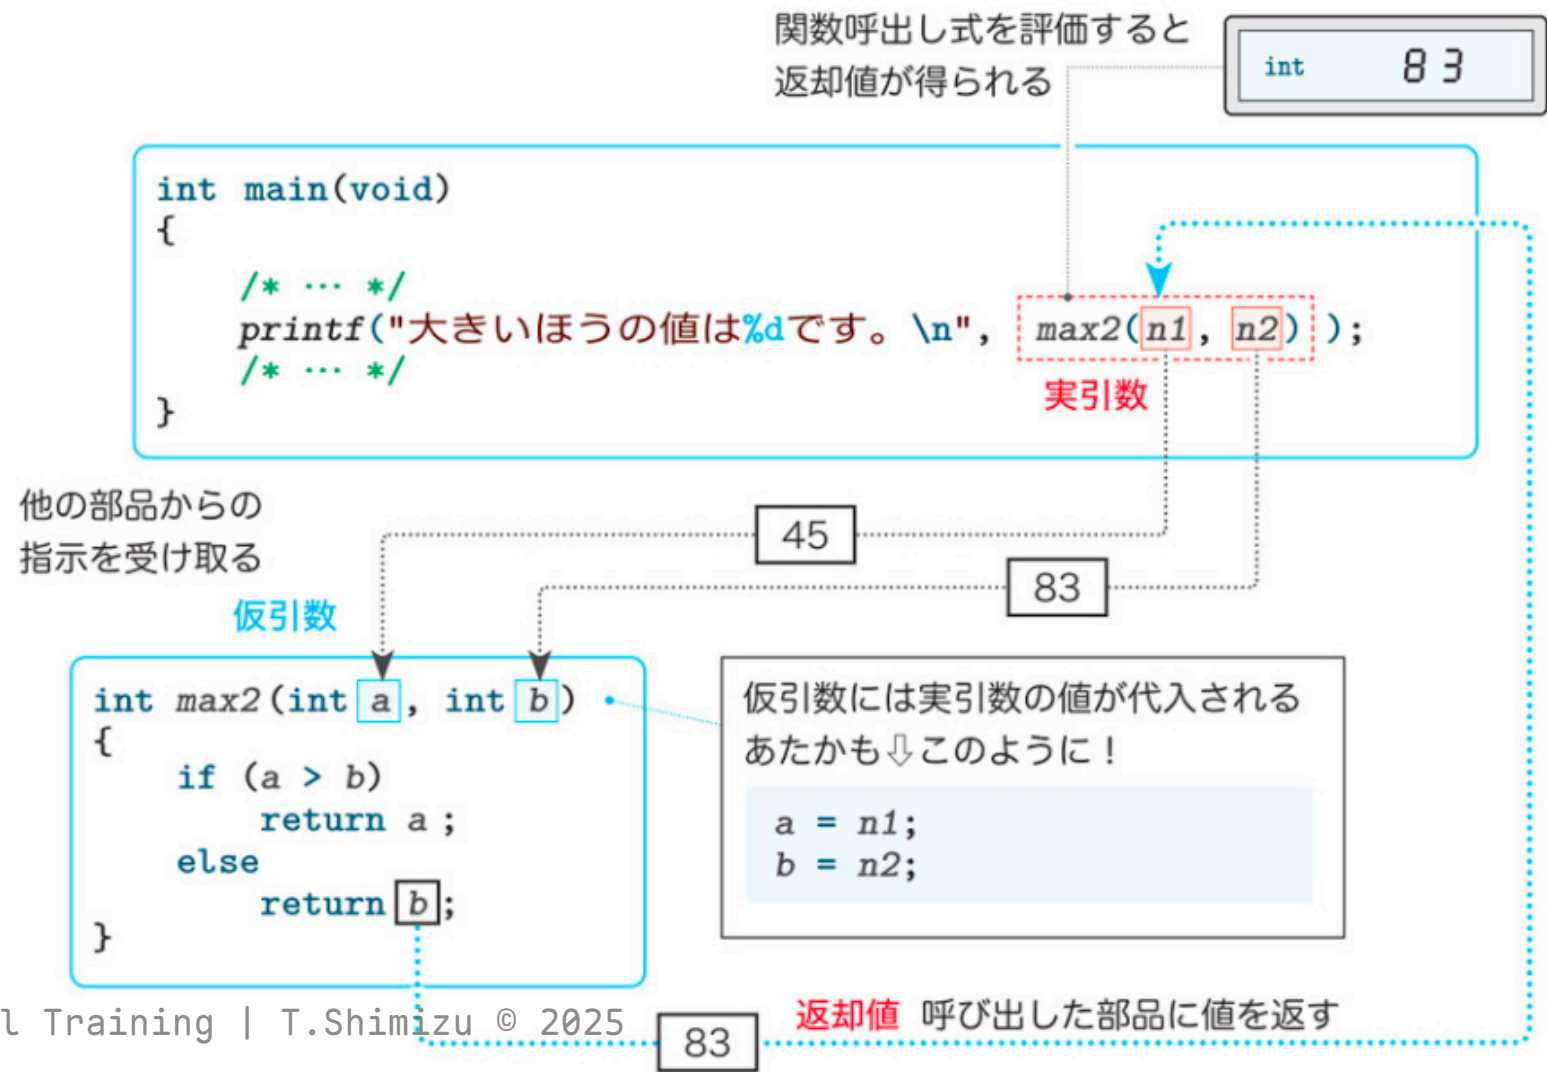 関数呼出し式を評価すると
返却値が得られる
int 83
int main(void)
{
/* … */
printf("大きいほうの値は%dです。\n", max2(n1, n2) );
/* … */
実引数
}
他の部品からの
指示を受け取る
45
83
仮引数
int max2(int a, int b)
{
if (a > b)
return a ;
else
return b;
}
仮引数には実引数の値が代入される
あたかも⇩このように！
a = n1;
b = n2;
l Training | T.Shimizu © 2025
83
返却値 呼び出した部品に値を返す